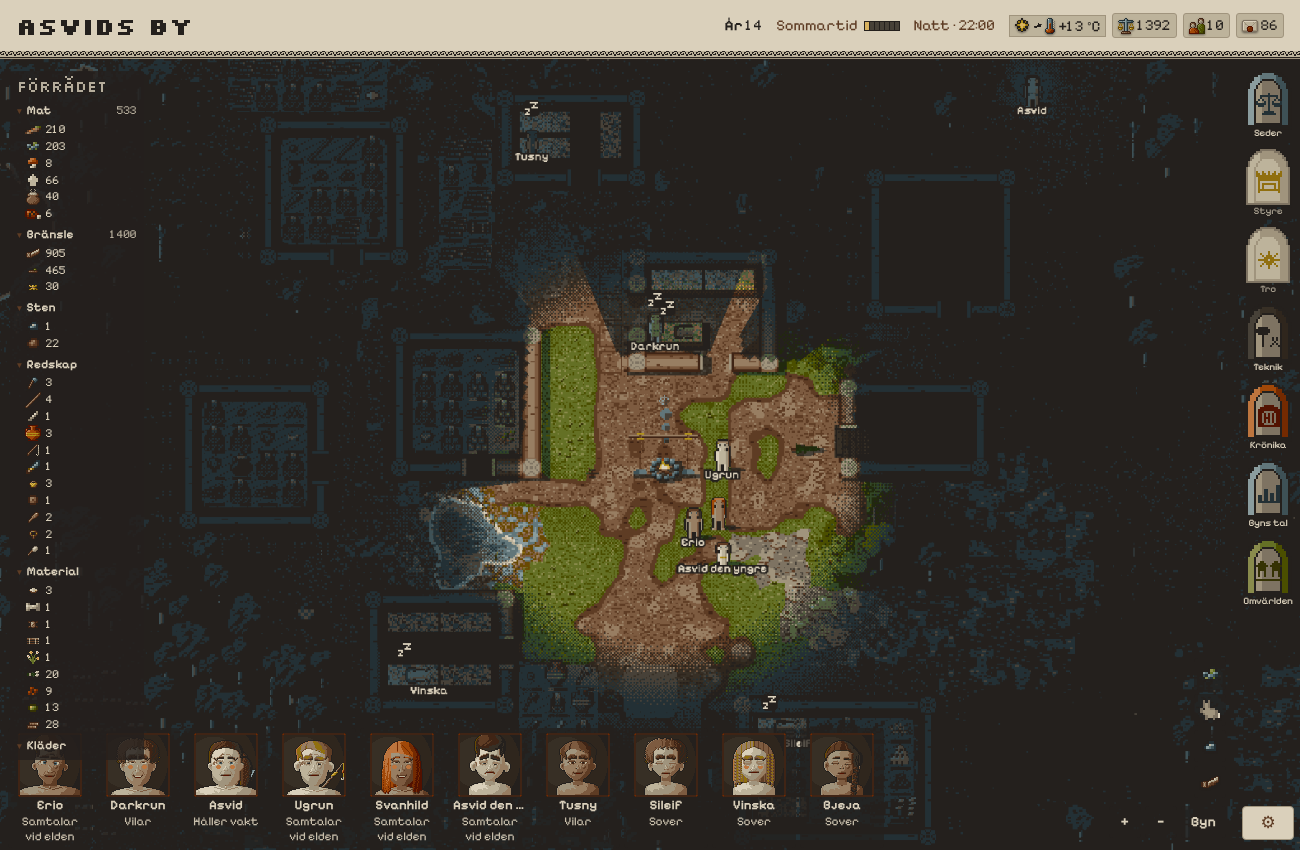 ASVIDS BY
År 14 Sommartid Natt · 22:00 +13 °C 1392 10 86
FÖRRÅDET
Mat 533
210
203
8
66
40
6
Bränsle 1400
905
465
30
Sten
1
22
Redskap
3
4
1
3
1
1
3
1
2
2
1
Material
3
1
1
1
1
20
9
13
28
Kläder
z Z
Tusny
Asvid
z Z
z Z
Darkrun
Ugrun
Erio
Asvid den yngre
z Z
Vinska
z Z
Sileif
Seder
Styre
Tro
Teknik
Krönika
Byns tal
Omvärlden
Erio
Samtalar
vid elden
Darkrun
Vilar
Asvid
Håller vakt
Ugrun
Samtalar
vid elden
Svanhild
Samtalar
vid elden
Asvid den ...
Samtalar
vid elden
Tusny
Vilar
Sileif
Sover
Vinska
Sover
Gjeja
Sover
+ - Byn